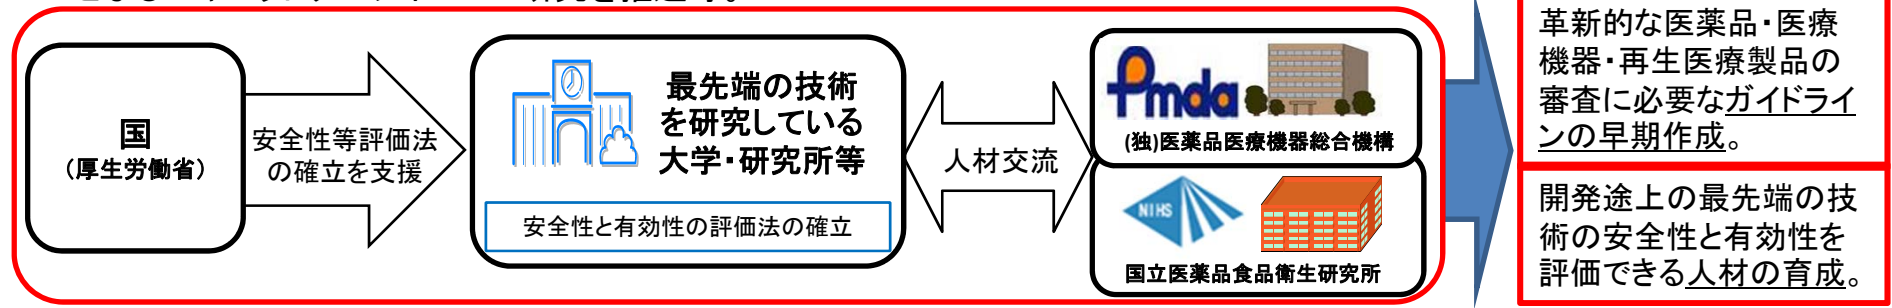 国
(厚生労働省)
安全性等評価法
の確立を支援
最先端の技術
を研究している
大学・研究所等
安全性と有効性の評価法の確立
人材交流
Pmda
(独)医薬品医療機器総合機構
NIHS
国立医薬品食品衛生研究所
革新的な医薬品・医療
機器・再生医療製品の
審査に必要なガイドライ
ンの早期作成。
開発途上の最先端の技
術の安全性と有効性を
評価できる人材の育成。